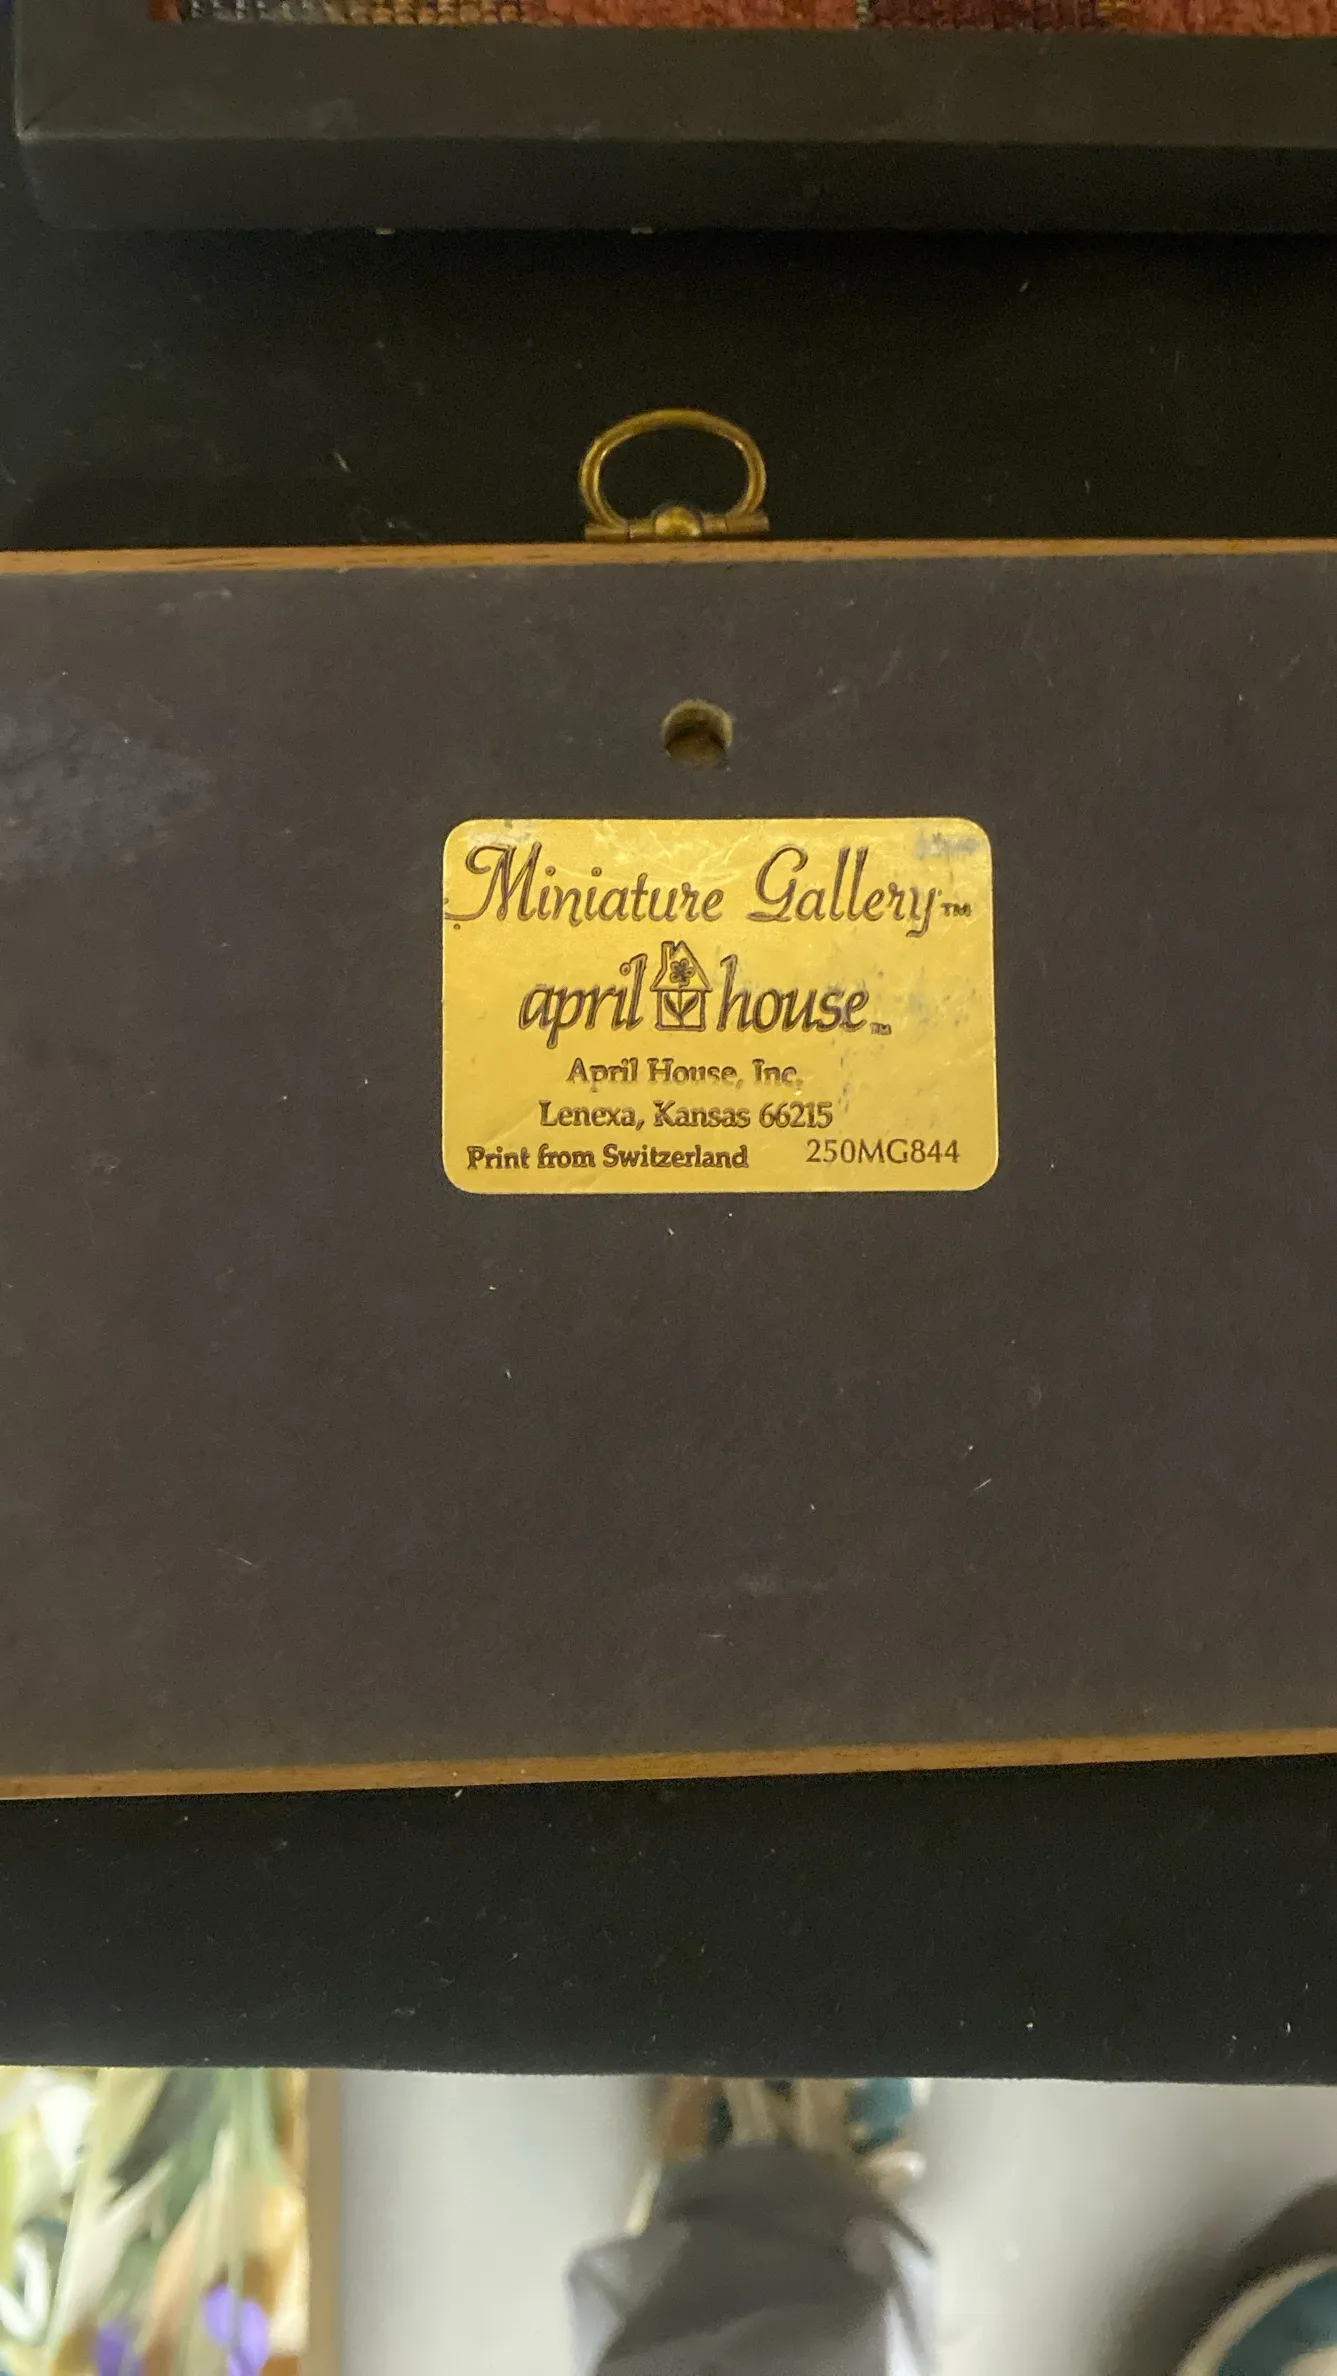 Miniature Gallery™
april house™
April House, Inc.
Lenexa, Kansas 66215
Print from Switzerland 250MG844